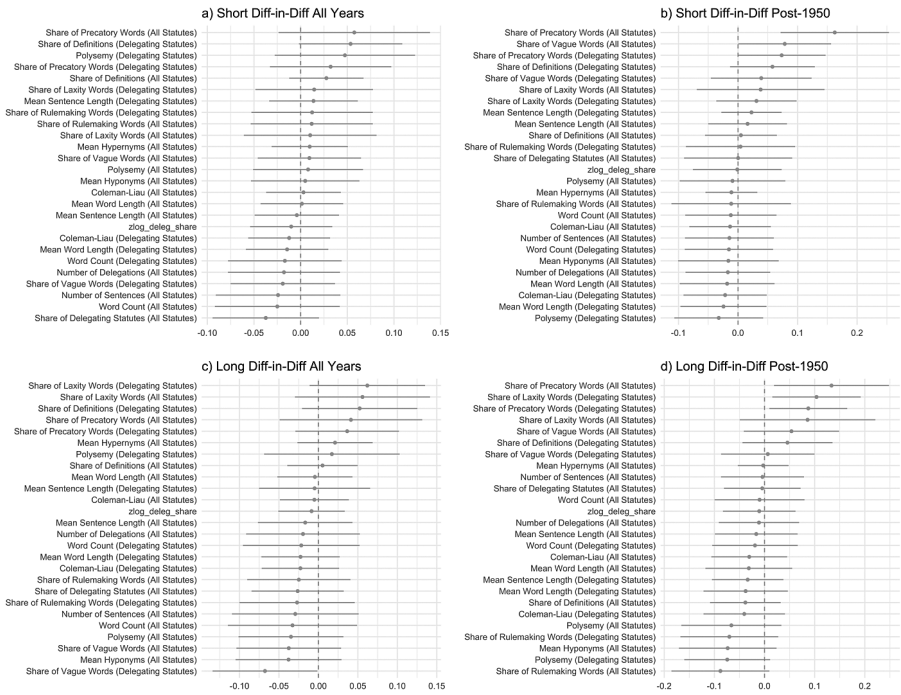 a) Short Diff-in-Diff All Years
Share of Precatory Words (All Statutes)
Share of Definitions (Delegating Statutes)
Polysemy (Delegating Statutes)
Share of Precatory Words (Delegating Statutes)
Share of Definitions (All Statutes)
Share of Laxity Words (Delegating Statutes)
Mean Sentence Length (Delegating Statutes)
Share of Rulemaking Words (Delegating Statutes)
Share of Rulemaking Words (All Statutes)
Share of Laxity Words (All Statutes)
Mean Hypernyms (All Statutes)
Share of Vague Words (All Statutes)
Polysemy (All Statutes)
Mean Hyponyms (All Statutes)
Coleman-Liau (All Statutes)
Mean Word Length (All Statutes)
Mean Sentence Length (All Statutes)
zlog_deleg_share
Coleman-Liau (Delegating Statutes)
Mean Word Length (Delegating Statutes)
Word Count (Delegating Statutes)
Number of Delegations (All Statutes)
Share of Vague Words (Delegating Statutes)
Number of Sentences (All Statutes)
Word Count (All Statutes)
Share of Delegating Statutes (All Statutes)
-0.10 -0.05 0.00 0.05 0.10 0.15
b) Short Diff-in-Diff Post-1950
Share of Precatory Words (All Statutes)
Share of Vague Words (All Statutes)
Share of Precatory Words (Delegating Statutes)
Share of Definitions (Delegating Statutes)
Share of Vague Words (Delegating Statutes)
Share of Laxity Words (All Statutes)
Share of Laxity Words (Delegating Statutes)
Mean Sentence Length (Delegating Statutes)
Mean Sentence Length (All Statutes)
Share of Definitions (All Statutes)
Share of Rulemaking Words (Delegating Statutes)
Share of Delegating Statutes (All Statutes)
zlog_deleg_share
Polysemy (All Statutes)
Mean Hypernyms (All Statutes)
Share of Rulemaking Words (All Statutes)
Word Count (All Statutes)
Coleman-Liau (All Statutes)
Number of Sentences (All Statutes)
Word Count (Delegating Statutes)
Mean Hyponyms (All Statutes)
Number of Delegations (All Statutes)
Mean Word Length (All Statutes)
Coleman-Liau (Delegating Statutes)
Mean Word Length (Delegating Statutes)
Polysemy (Delegating Statutes)
-0.1 0.0 0.1 0.2
c) Long Diff-in-Diff All Years
Share of Laxity Words (Delegating Statutes)
Share of Laxity Words (All Statutes)
Share of Definitions (Delegating Statutes)
Share of Precatory Words (All Statutes)
Share of Precatory Words (Delegating Statutes)
Mean Hypernyms (All Statutes)
Polysemy (Delegating Statutes)
Share of Definitions (All Statutes)
Mean Word Length (All Statutes)
Mean Sentence Length (Delegating Statutes)
Coleman-Liau (All Statutes)
zlog_deleg_share
Mean Sentence Length (All Statutes)
Number of Delegations (All Statutes)
Word Count (Delegating Statutes)
Mean Word Length (Delegating Statutes)
Coleman-Liau (Delegating Statutes)
Share of Rulemaking Words (All Statutes)
Share of Delegating Statutes (All Statutes)
Share of Rulemaking Words (Delegating Statutes)
Number of Sentences (All Statutes)
Word Count (All Statutes)
Polysemy (All Statutes)
Share of Vague Words (All Statutes)
Mean Hyponyms (All Statutes)
Share of Vague Words (Delegating Statutes)
-0.10 -0.05 0.00 0.05 0.10 0.15
d) Long Diff-in-Diff Post-1950
Share of Precatory Words (All Statutes)
Share of Laxity Words (Delegating Statutes)
Share of Precatory Words (Delegating Statutes)
Share of Laxity Words (All Statutes)
Share of Vague Words (All Statutes)
Share of Definitions (Delegating Statutes)
Share of Vague Words (Delegating Statutes)
Mean Hypernyms (All Statutes)
Number of Sentences (All Statutes)
Share of Delegating Statutes (All Statutes)
Word Count (All Statutes)
zlog_deleg_share
Number of Delegations (All Statutes)
Mean Sentence Length (All Statutes)
Word Count (Delegating Statutes)
Coleman-Liau (All Statutes)
Mean Word Length (All Statutes)
Mean Sentence Length (Delegating Statutes)
Mean Word Length (Delegating Statutes)
Share of Definitions (All Statutes)
Coleman-Liau (Delegating Statutes)
Polysemy (All Statutes)
Share of Rulemaking Words (Delegating Statutes)
Mean Hyponyms (All Statutes)
Polysemy (Delegating Statutes)
Share of Rulemaking Words (All Statutes)
-0.2 -0.1 0.0 0.1 0.2